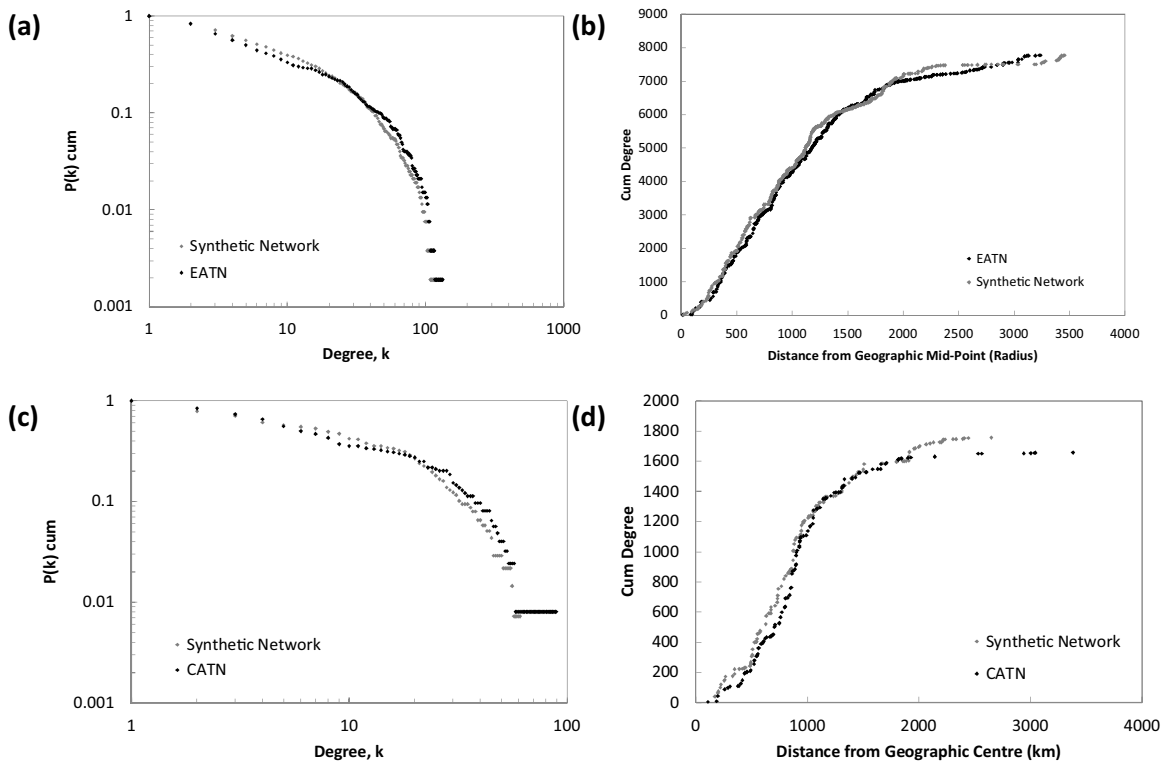 (a)
1
0.1
0.01
0.001
P(k) cum
Synthetic Network
EATN
1
10
100
1000
Degree, k
(b)
9000
8000
7000
6000
5000
4000
3000
2000
1000
0
Cum Degree
EATN
Synthetic Network
0
500
1000
1500
2000
2500
3000
3500
4000
Distance from Geographic Mid-Point (Radius)
(c)
1
0.1
0.01
0.001
P(k) cum
Synthetic Network
CATN
1
10
100
Degree, k
(d)
2000
1800
1600
1400
1200
1000
800
600
400
200
0
Cum Degree
Synthetic Network
CATN
0
1000
2000
3000
4000
Distance from Geographic Centre (km)